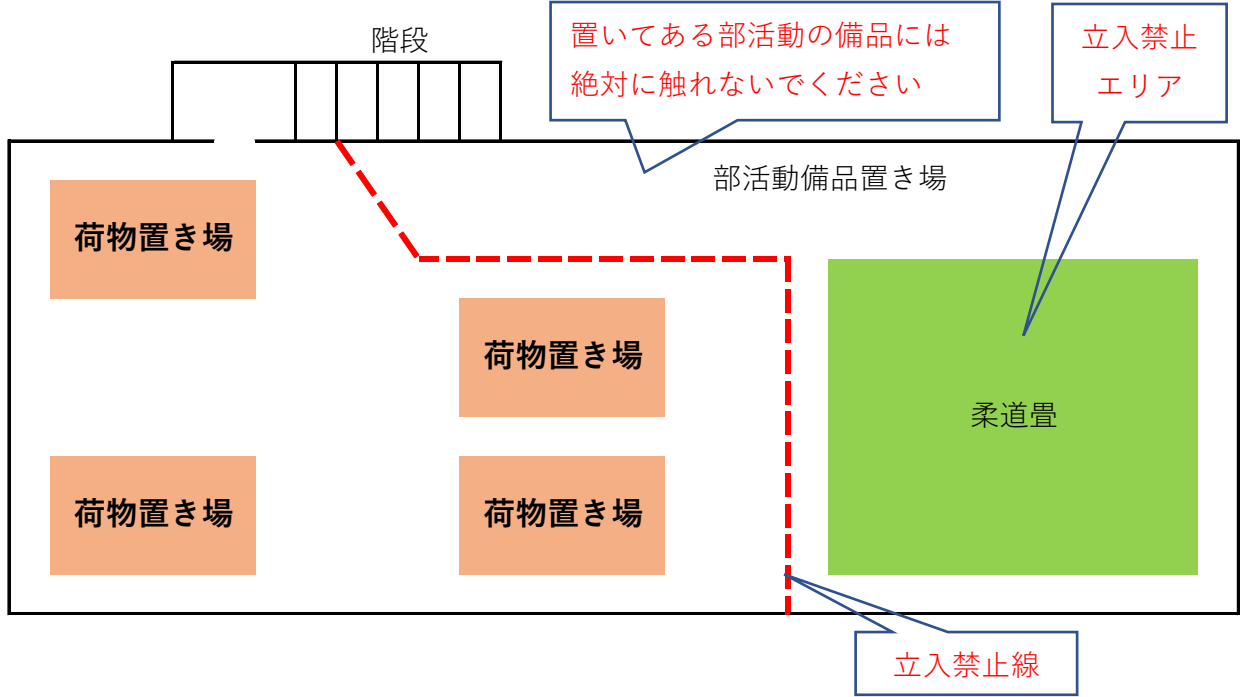 階段
置いてある部活動の備品には
絶対に触れないでください
立入禁止
エリア
部活動備品置き場
荷物置き場
荷物置き場
柔道畳
荷物置き場
荷物置き場
立入禁止線